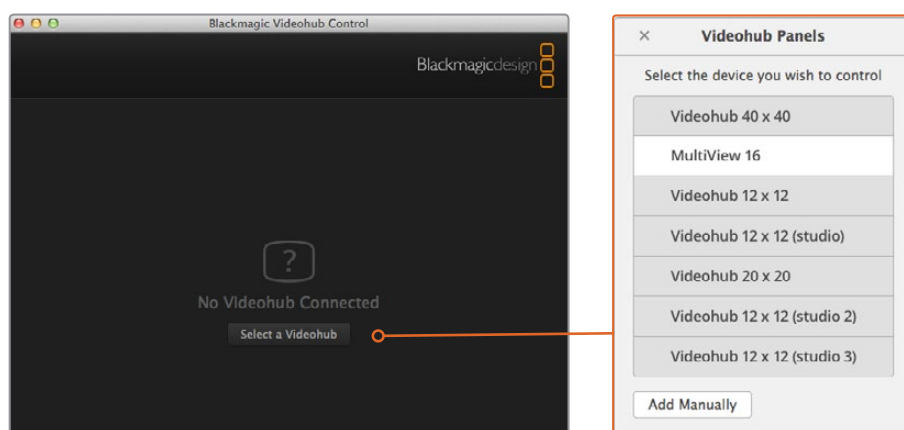 Blackmagic Videohub Control
Blackmagicdesign
?
No Videohub Connected
Select a Videohub
Videohub Panels
Select the device you wish to control
Videohub 40 x 40
MultiView 16
Videohub 12 x 12
Videohub 12 x 12 (studio)
Videohub 20 x 20
Videohub 12 x 12 (studio 2)
Videohub 12 x 12 (studio 3)
Add Manually